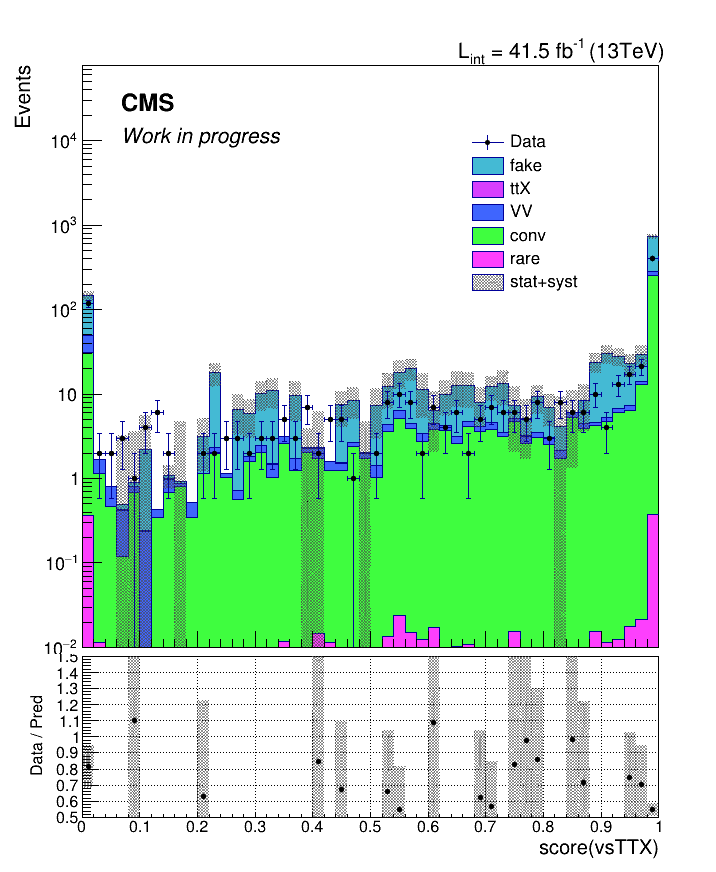 L_int = 41.5 fb^-1 (13TeV)
Events
CMS
Work in progress
Data
fake
ttX
VV
conv
rare
stat+syst
10^4
10^3
10^2
10
1
10^−1
10^−2
Data / Pred
1.5
1.4
1.3
1.2
1.1
1
0.9
0.8
0.7
0.6
0.5
0 0.1 0.2 0.3 0.4 0.5 0.6 0.7 0.8 0.9 1
score(vsTTX)